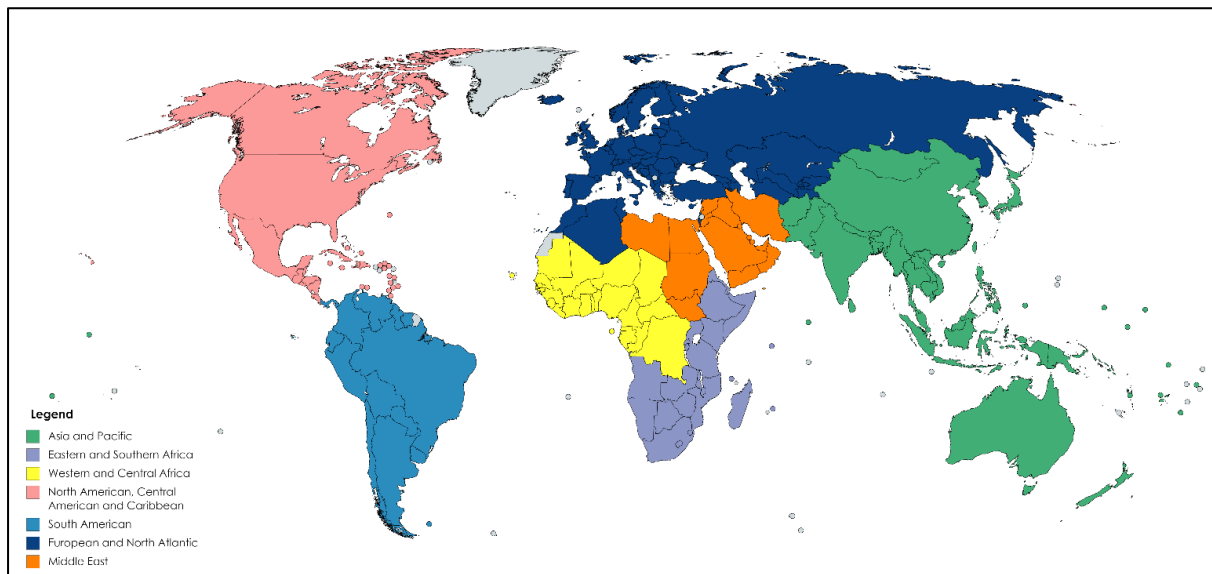 Legend
Asia and Pacific
Eastern and Southern Africa
Western and Central Africa
North American, Central
American and Caribbean
South American
European and North Atlantic
Middle East